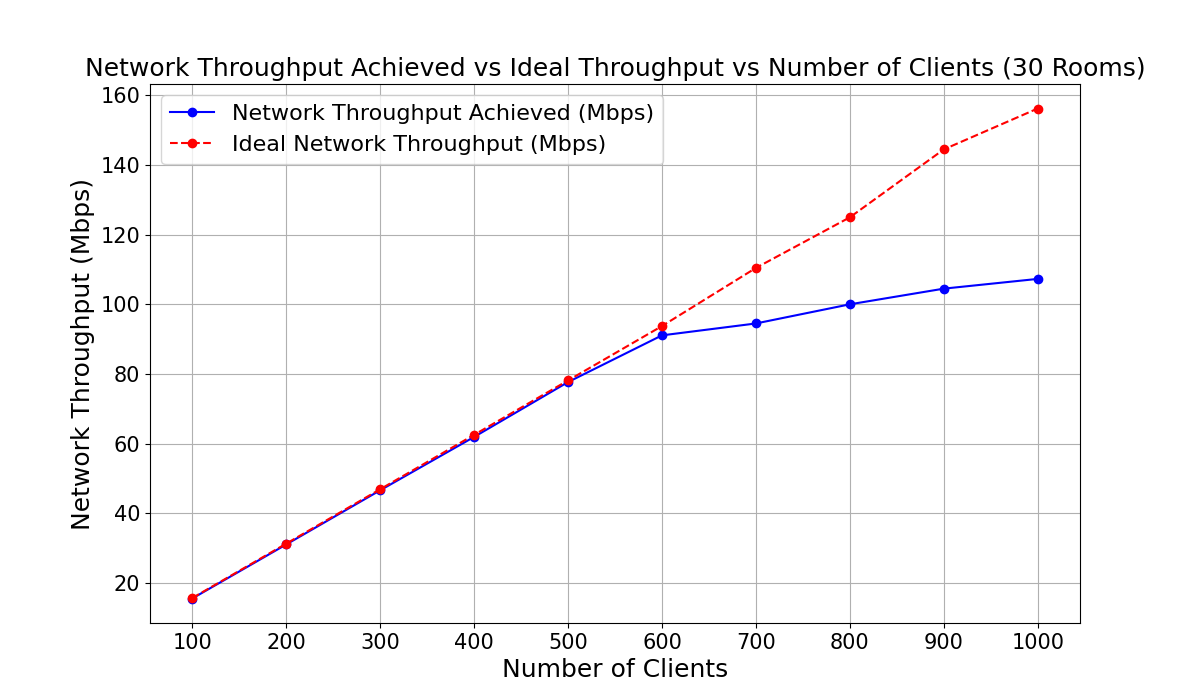 Network Throughput Achieved vs Ideal Throughput vs Number of Clients (30 Rooms)
Network Throughput Achieved (Mbps)
Ideal Network Throughput (Mbps)
Network Throughput (Mbps)
160
140
120
100
80
60
40
20
100 200 300 400 500 600 700 800 900 1000
Number of Clients